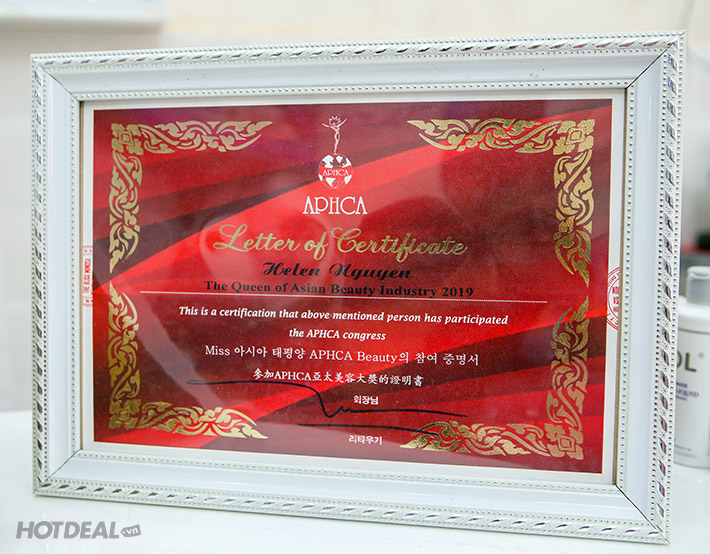 APHCA
APHCA
Letter of Certificate
Helen Nguyen
The Queen of Asian Beauty Industry 2019
This is a certification that above mentioned person has participated
the APHCA congress
Miss 아시아 태평양 APHCA Beauty의 참여 증명서
參加APHCA亞太美容大獎的證明書
회장님
리타우기
OL
HOTDEAL.vn